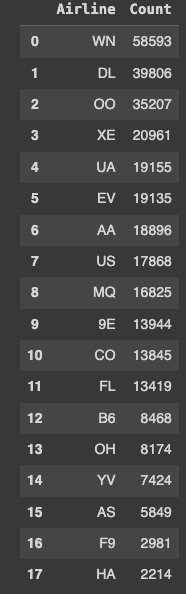 Airline Count
0 WN 58593
1 DL 39806
2 OO 35207
3 XE 20961
4 UA 19155
5 EV 19135
6 AA 18896
7 US 17868
8 MQ 16825
9 9E 13944
10 CO 13845
11 FL 13419
12 B6 8468
13 OH 8174
14 YV 7424
15 AS 5849
16 F9 2981
17 HA 2214